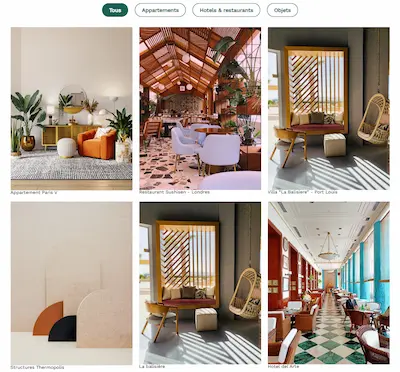 Tous
Appartements
Hotels & restaurants
Objets
Appartement Paris V
Restaurant Sushisen - Londres
Villa "La Balisière" - Port Louis
Structures Thermopolis
La balisière
Hotel del Arte